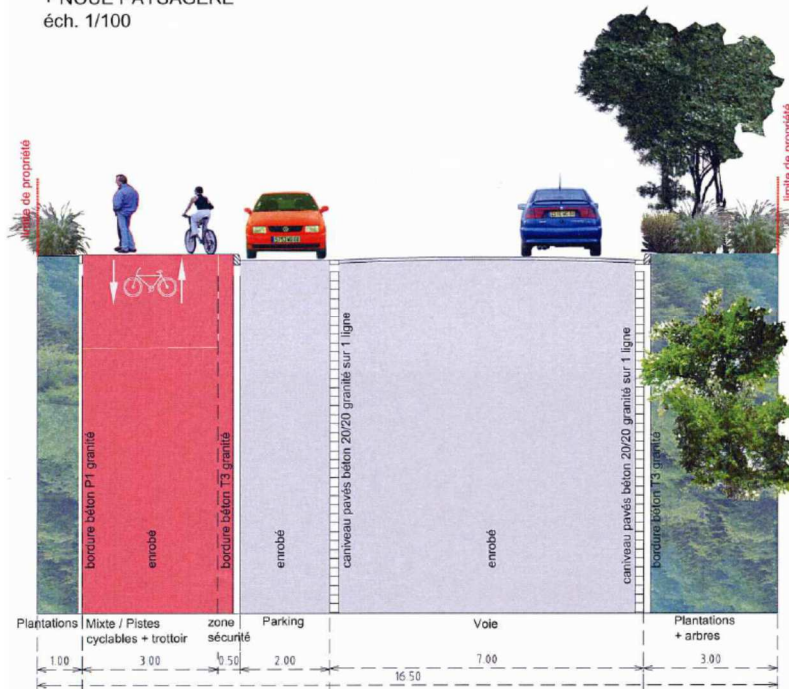 + NOUE PAYSAGERE
éch. 1/100
limite de propriété
limite de propriété
bordure béton P1 granité
enrobé
bordure béton T3 granité
enrobé
caniveau pavés béton 20/20 granité sur 1 ligne
enrobé
caniveau pavés béton 20/20 granité sur 1 ligne
bordure béton T3 granité
Plantations
Mixte / Pistes
cyclables + trottoir
zone
sécurité
Parking
Voie
Plantations
+ arbres
1.00
3.00
0.50
2.00
7.00
3.00
16.50